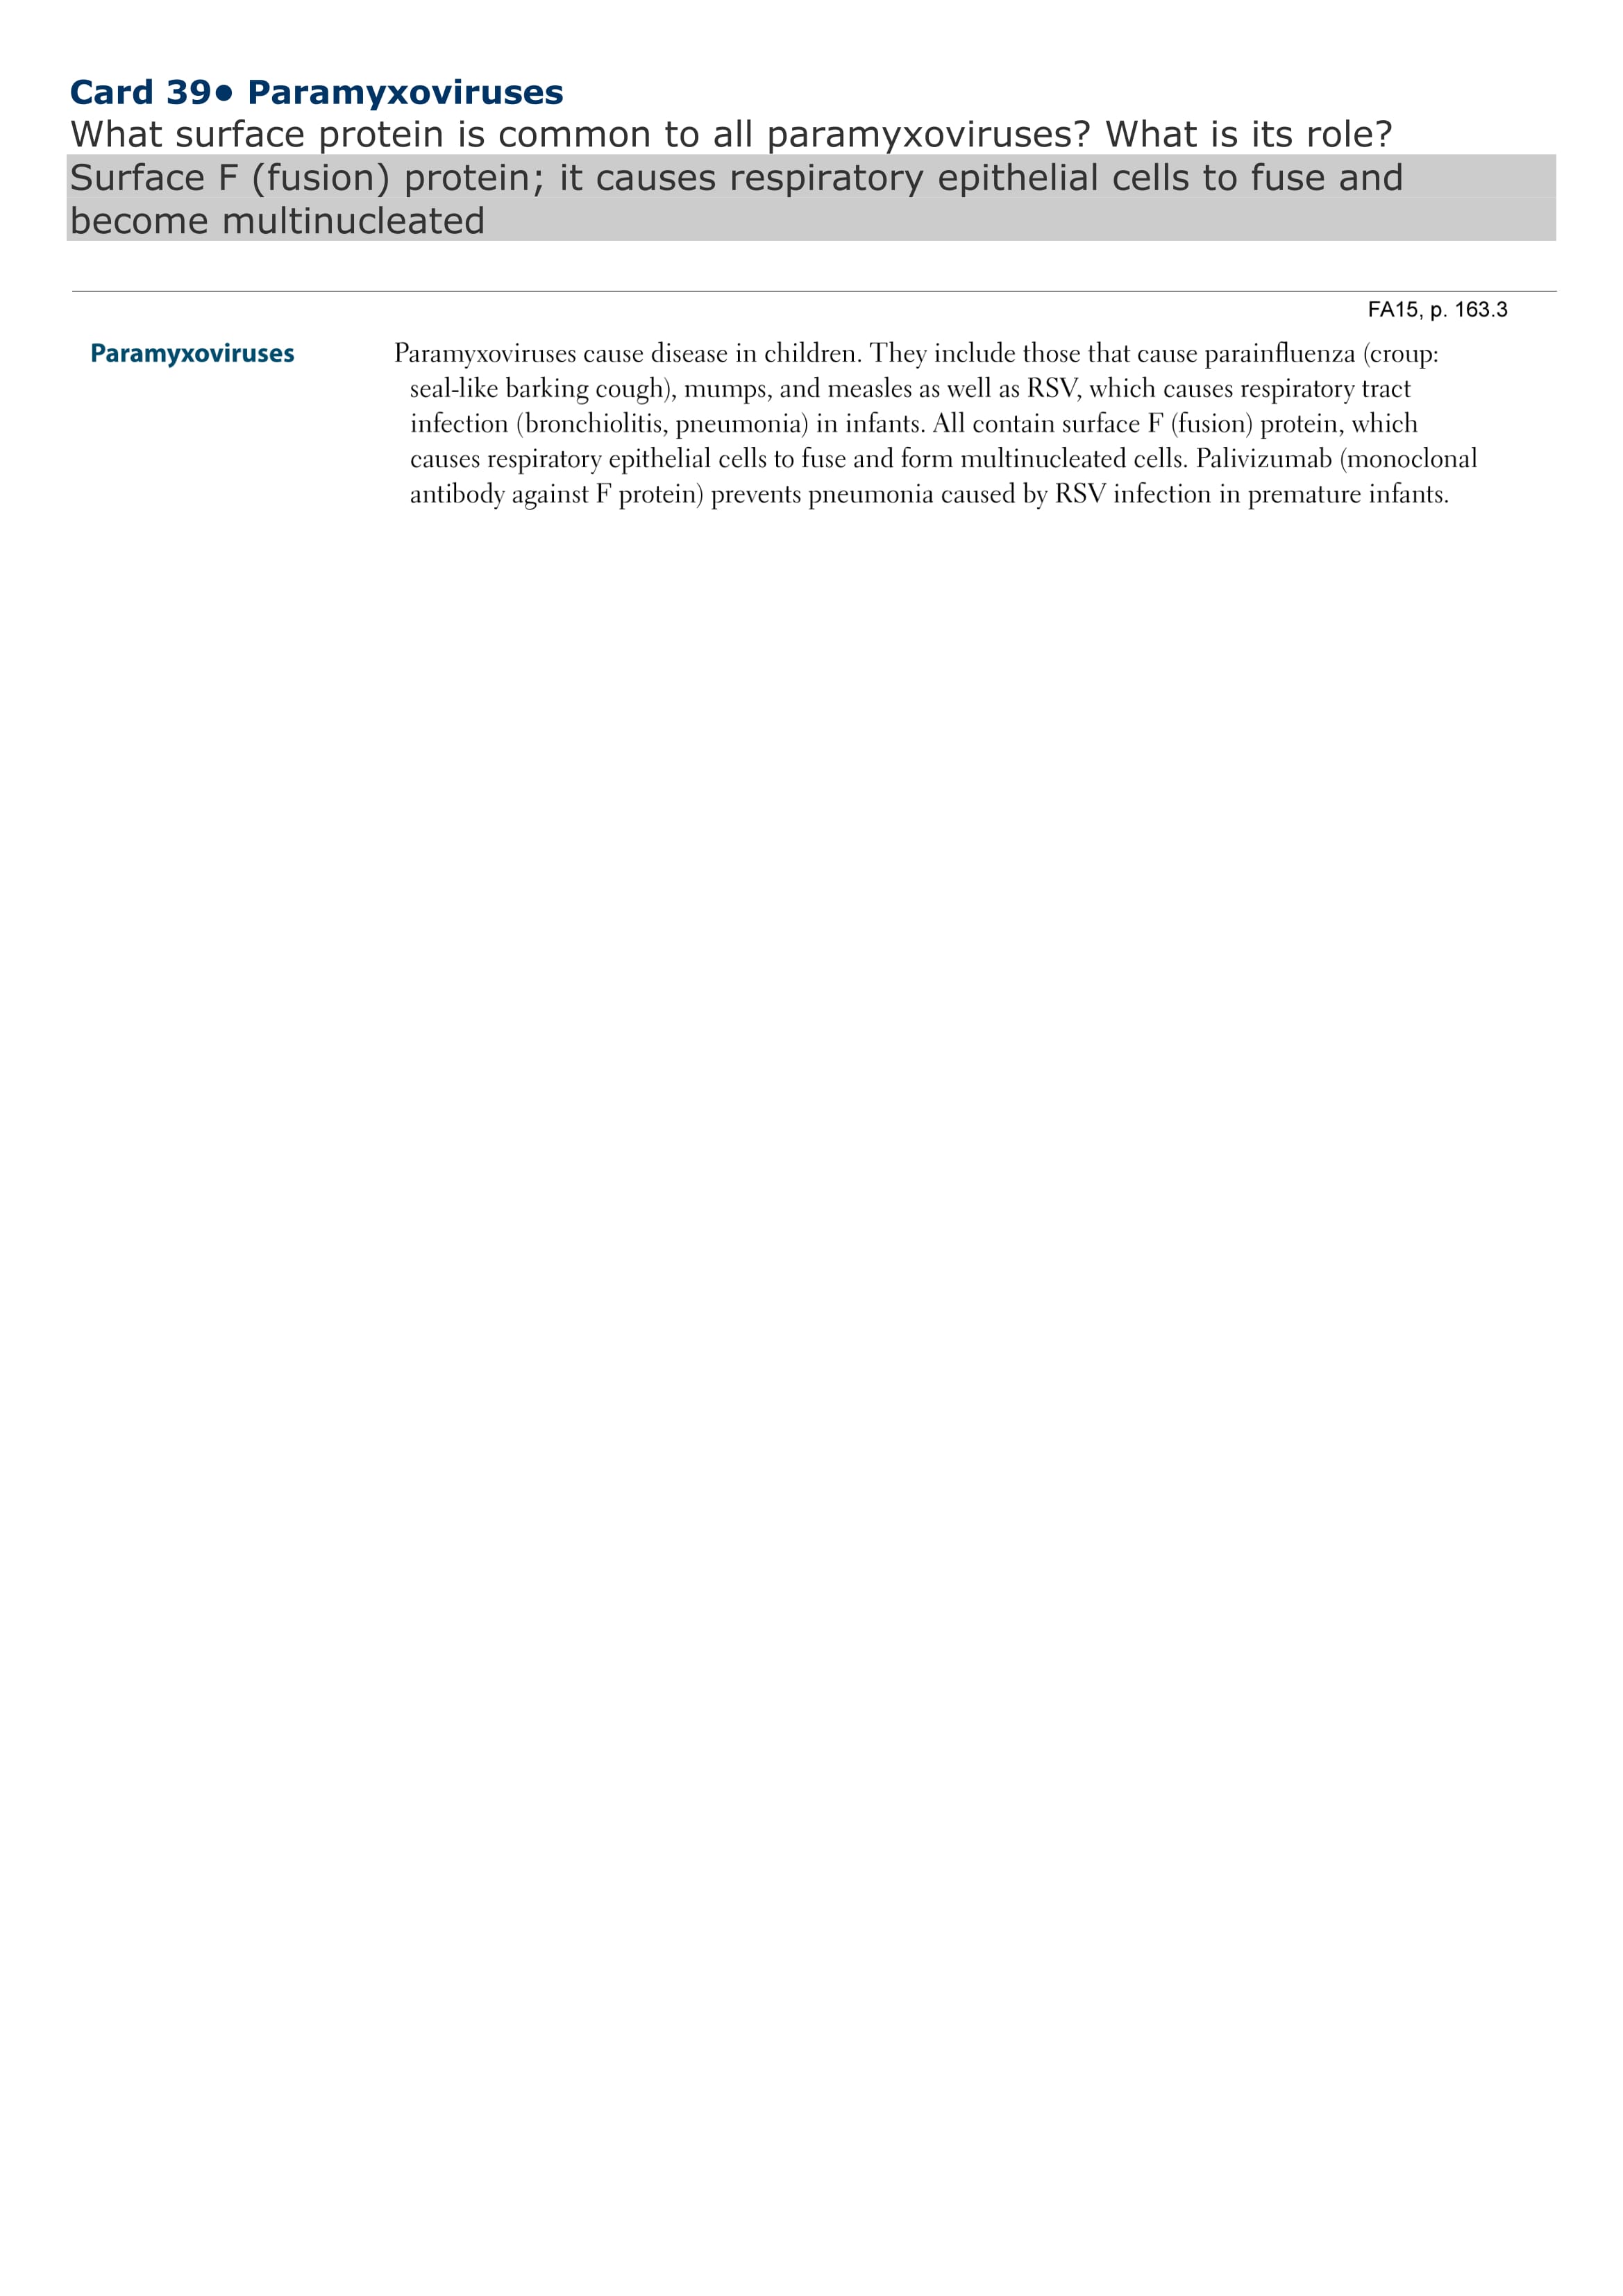 Card 39• Paramyxoviruses
What surface protein is common to all paramyxoviruses? What is its role?
Surface F (fusion) protein; it causes respiratory epithelial cells to fuse and
become multinucleated
FA15, p. 163.3
Paramyxoviruses
Paramyxoviruses cause disease in children. They include those that cause parainfluenza (croup:
seal-like barking cough), mumps, and measles as well as RSV, which causes respiratory tract
infection (bronchiolitis, pneumonia) in infants. All contain surface F (fusion) protein, which
causes respiratory epithelial cells to fuse and form multinucleated cells. Palivizumab (monoclonal
antibody against F protein) prevents pneumonia caused by RSV infection in premature infants.